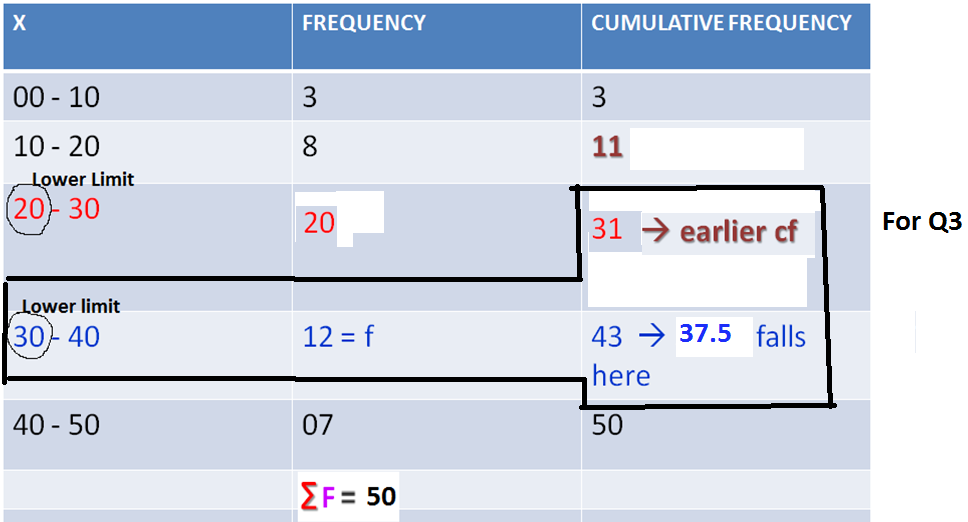 X FREQUENCY CUMULATIVE FREQUENCY
00 - 10 3 3
10 - 20 8 11
Lower Limit
20 - 30 20 31 → earlier cf
For Q3
Lower limit
30 - 40 12 = f 43 → 37.5 falls
here
40 - 50 07 50
∑F = 50